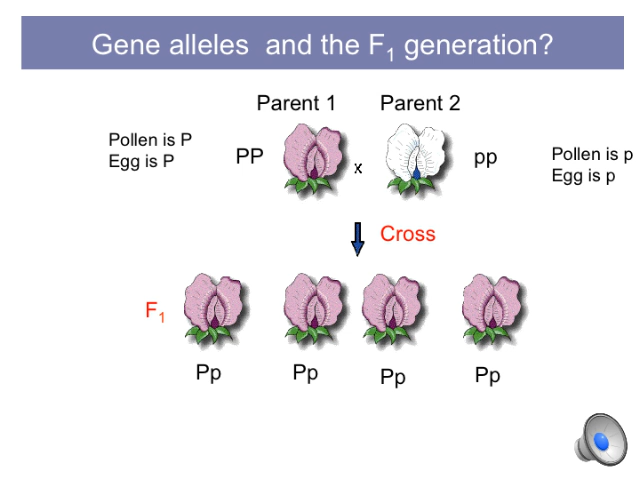 Gene alleles and the F1 generation?
Parent 1 Parent 2
Pollen is P
Egg is P
PP x pp
Pollen is p
Egg is p
Cross
F1
Pp Pp Pp Pp